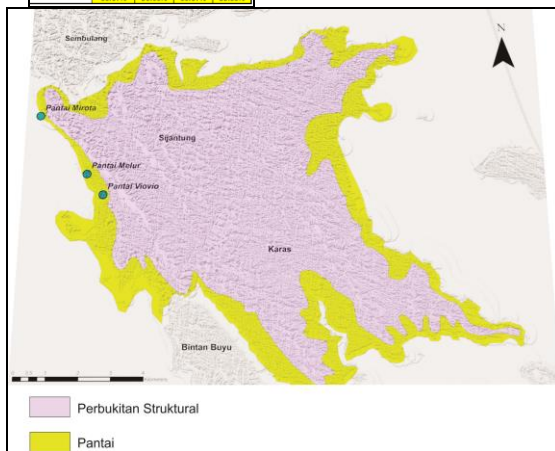 Sembulang
N
Pantai Mirota
Sijantung
Pantai Melur
Pantai Viovio
Karas
Bintan Buyu
Perbukitan Struktural
Pantai